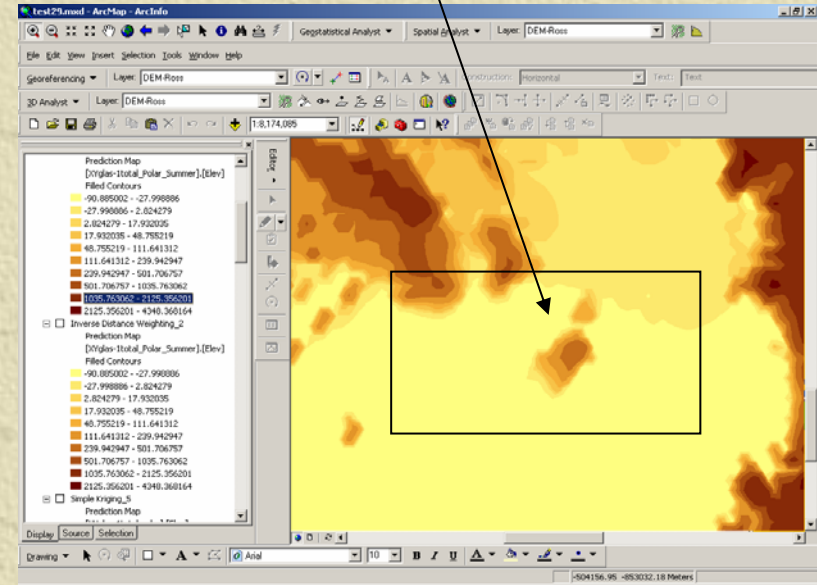 test29.mxd - ArcMap - ArcInfo
Geostatistical Analyst Spatial Analyst Layer: DEM-Ross
File Edit View Insert Selection Tools Window Help
Georeferencing Layer: DEM-Ross Construction: Horizontal Text: Text
3D Analyst Layer: DEM-Ross
1:8,174,085
Editor
Prediction Map
[XYglas-1total_Polar_Summer].[Elev]
Filled Contours
-90.885002 - -27.998886
-27.998886 - 2.824279
2.824279 - 17.932035
17.932035 - 48.755219
48.755219 - 111.641312
111.641312 - 239.942947
239.942947 - 501.706757
501.706757 - 1035.763062
1035.763062 - 2125.356201
2125.356201 - 4348.368164
Inverse Distance Weighting_2
Prediction Map
[XYglas-1total_Polar_Summer].[Elev]
Filled Contours
-90.885002 - -27.998886
-27.998886 - 2.824279
2.824279 - 17.932035
17.932035 - 48.755219
48.755219 - 111.641312
111.641312 - 239.942947
239.942947 - 501.706757
501.706757 - 1035.763062
1035.763062 - 2125.356201
2125.356201 - 4348.368164
Simple Kriging_5
Prediction Map
Display Source Selection
Drawing A Arial 10 B I U A
-504156.95 -853032.18 Meters